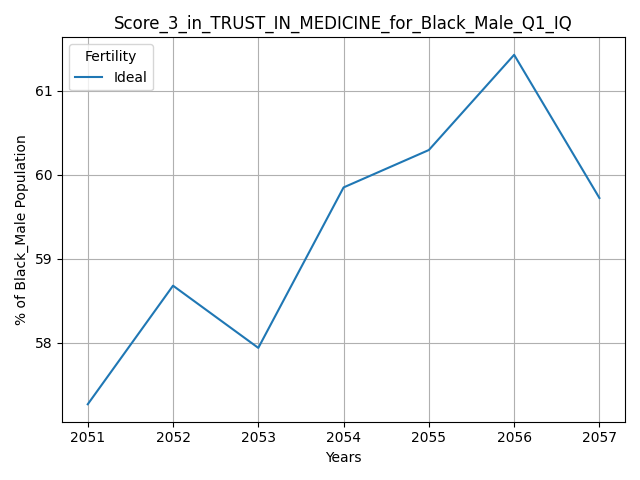 Score_3_in_TRUST_IN_MEDICINE_for_Black_Male_Q1_IQ
Fertility
Ideal
% of Black_Male Population
61
60
59
58
2051 2052 2053 2054 2055 2056 2057
Years